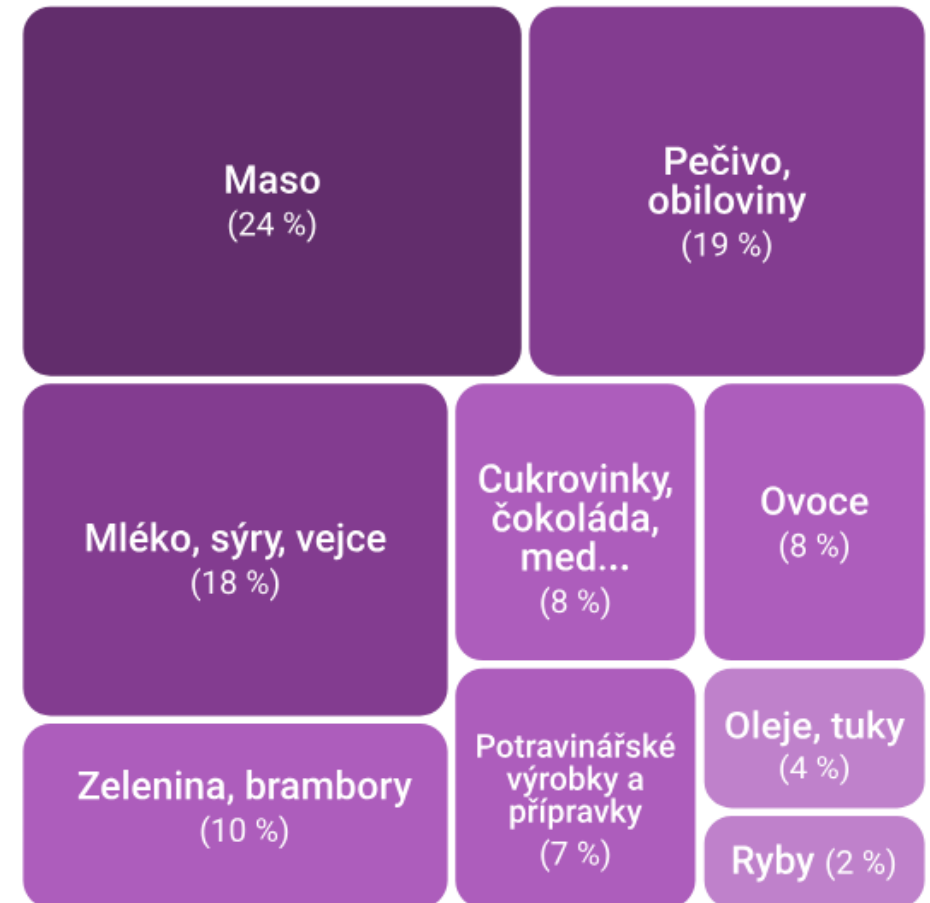 Maso
(24 %)
Pečivo,
obiloviny
(19 %)
Mléko, sýry, vejce
(18 %)
Cukrovinky,
čokoláda,
med...
(8 %)
Ovoce
(8 %)
Zelenina, brambory
(10 %)
Potravinářské
výrobky a
přípravky
(7 %)
Oleje, tuky
(4 %)
Ryby (2 %)